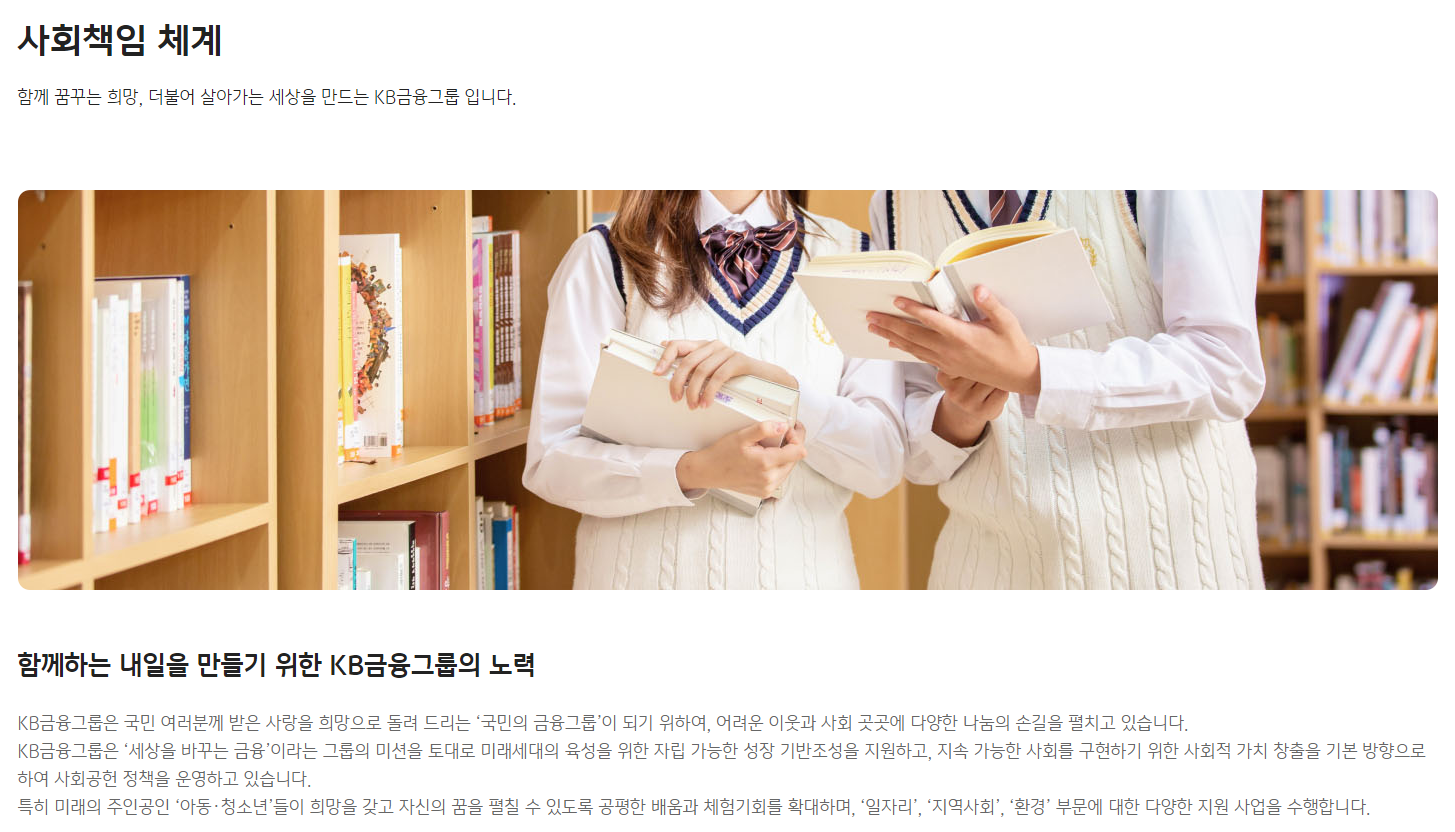 사회책임 체계
함께 꿈꾸는 희망, 더불어 살아가는 세상을 만드는 KB금융그룹 입니다.
함께하는 내일을 만들기 위한 KB금융그룹의 노력
KB금융그룹은 국민 여러분께 받은 사랑을 희망으로 돌려 드리는 ‘국민의 금융그룹’이 되기 위하여, 어려운 이웃과 사회 곳곳에 다양한 나눔의 손길을 펼치고 있습니다.
KB금융그룹은 ‘세상을 바꾸는 금융’이라는 그룹의 미션을 토대로 미래세대의 육성을 위한 자립 가능한 성장 기반조성을 지원하고, 지속 가능한 사회를 구현하기 위한 사회적 가치 창출을 기본 방향으로
하여 사회공헌 정책을 운영하고 있습니다.
특히 미래의 주인공인 ‘아동·청소년’들이 희망을 갖고 자신의 꿈을 펼칠 수 있도록 공평한 배움과 체험기회를 확대하며, ‘일자리’, ‘지역사회’, ‘환경’ 부문에 대한 다양한 지원 사업을 수행합니다.